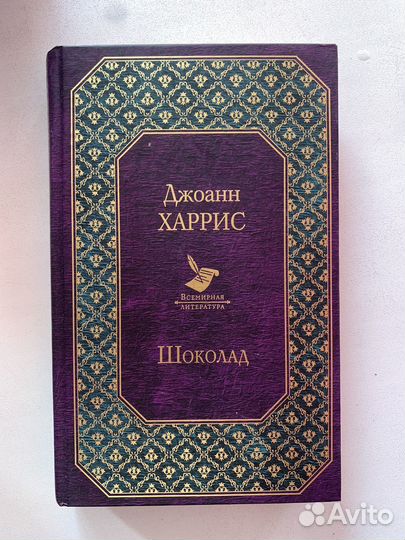 Джоанн
ХАРРИС
Всемирная
литература
Шоколад
Avito